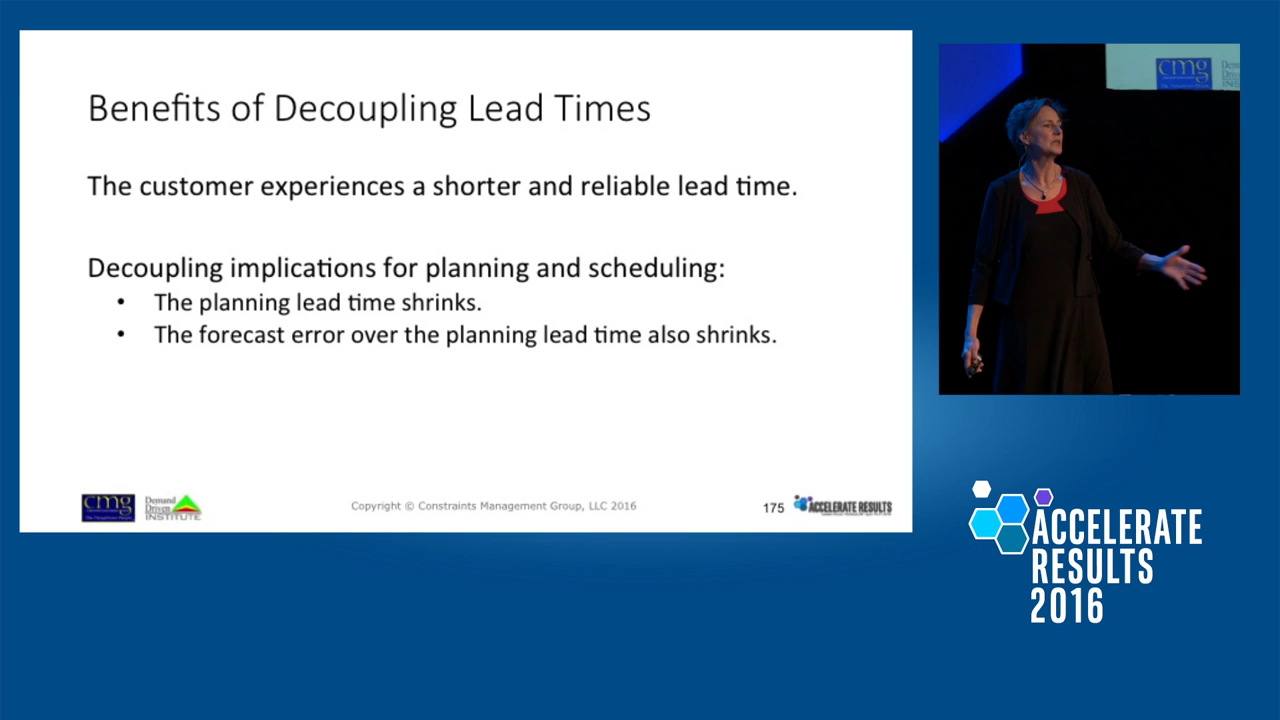 Benefits of Decoupling Lead Times
The customer experiences a shorter and reliable lead time.
Decoupling implications for planning and scheduling:
• The planning lead time shrinks.
• The forecast error over the planning lead time also shrinks.
cmg
Demand
Driven
INSTITUTE
Copyright © Constraints Management Group, LLC 2016
175
ACCELERATE RESULTS
cmg
ACCELERATE
RESULTS
2016